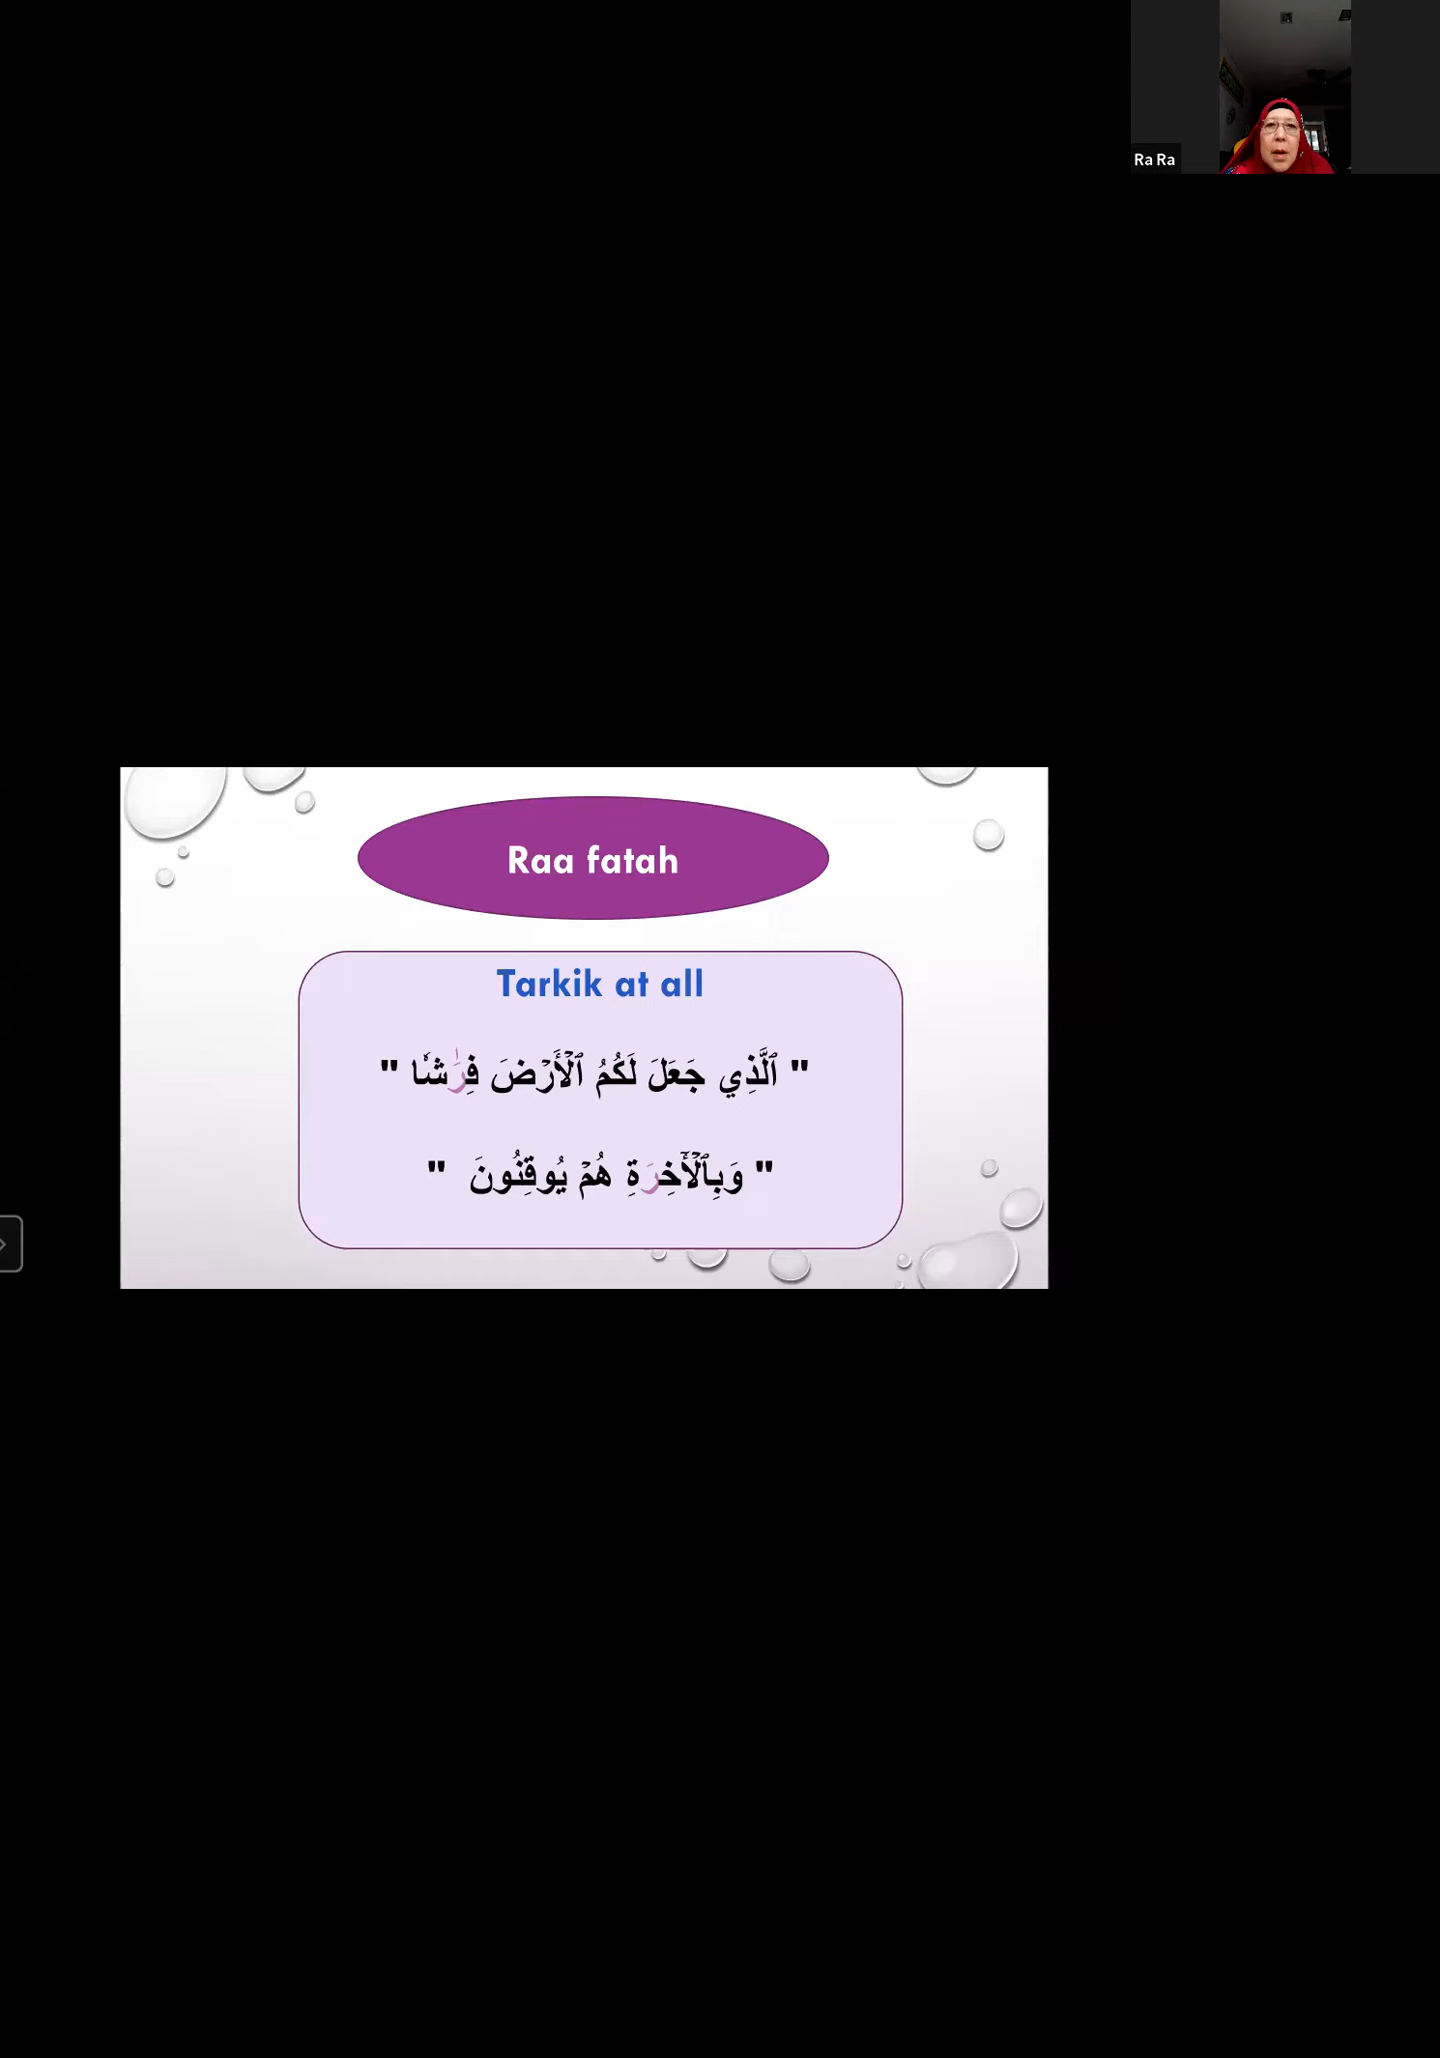 Ra Ra
Raa fatah
Tarkik at all
" ٱلَّذِي جَعَلَ لَكُمُ ٱلۡأَرۡضَ فِرَٰشٗا "
" وَبِٱلۡأٓخِرَةِ هُمۡ يُوقِنُونَ "